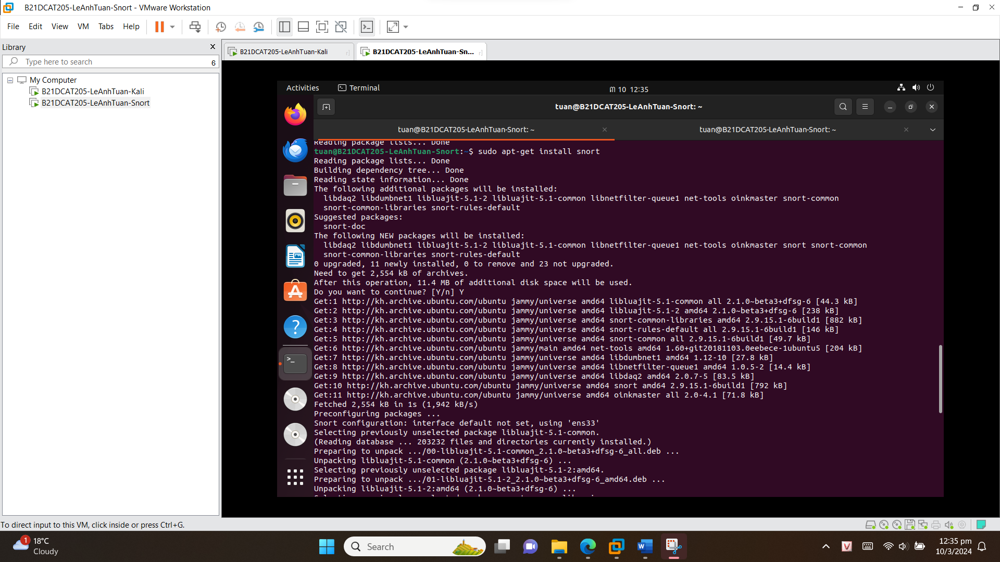 B21DCAT205-LeAnhTuan-Snort - VMware Workstation
File Edit View VM Tabs Help
Library
Type here to search
6
My Computer
B21DCAT205-LeAnhTuan-Kali
B21DCAT205-LeAnhTuan-Snort
B21DCAT205-LeAnhTuan-Kali
B21DCAT205-LeAnhTuan-Sn...
Activities
Terminal
10 12:35
tuan@B21DCAT205-LeAnhTuan-Snort: ~
tuan@B21DCAT205-LeAnhTuan-Snort: ~
tuan@B21DCAT205-LeAnhTuan-Snort: ~
Reading package lists... Done
tuan@B21DCAT205-LeAnhTuan-Snort:~$ sudo apt-get install snort
Reading package lists... Done
Building dependency tree... Done
Reading state information... Done
The following additional packages will be installed:
libdaq2 libdumbnet1 libluajit-5.1-2 libluajit-5.1-common libnetfilter-queue1 net-tools oinkmaster snort-common
snort-common-libraries snort-rules-default
Suggested packages:
snort-doc
The following NEW packages will be installed:
libdaq2 libdumbnet1 libluajit-5.1-2 libluajit-5.1-common libnetfilter-queue1 net-tools oinkmaster snort snort-common
snort-common-libraries snort-rules-default
0 upgraded, 11 newly installed, 0 to remove and 23 not upgraded.
Need to get 2,554 kB of archives.
After this operation, 11.4 MB of additional disk space will be used.
Do you want to continue? [Y/n] Y
Get:1 http://kh.archive.ubuntu.com/ubuntu jammy/universe amd64 libluajit-5.1-common all 2.1.0~beta3+dfsg-6 [44.3 kB]
Get:2 http://kh.archive.ubuntu.com/ubuntu jammy/universe amd64 libluajit-5.1-2 amd64 2.1.0~beta3+dfsg-6 [238 kB]
Get:3 http://kh.archive.ubuntu.com/ubuntu jammy/universe amd64 snort-common-libraries amd64 2.9.15.1-6build1 [882 kB]
Get:4 http://kh.archive.ubuntu.com/ubuntu jammy/universe amd64 snort-rules-default all 2.9.15.1-6build1 [146 kB]
Get:5 http://kh.archive.ubuntu.com/ubuntu jammy/universe amd64 snort-common all 2.9.15.1-6build1 [49.7 kB]
Get:6 http://kh.archive.ubuntu.com/ubuntu jammy/main amd64 net-tools amd64 1.60+git20181103.0eebece-1ubuntu5 [204 kB]
Get:7 http://kh.archive.ubuntu.com/ubuntu jammy/universe amd64 libdumbnet1 amd64 1.12-10 [27.8 kB]
Get:8 http://kh.archive.ubuntu.com/ubuntu jammy/universe amd64 libnetfilter-queue1 amd64 1.0.5-2 [14.4 kB]
Get:9 http://kh.archive.ubuntu.com/ubuntu jammy/universe amd64 libdaq2 amd64 2.0.7-5 [83.5 kB]
Get:10 http://kh.archive.ubuntu.com/ubuntu jammy/universe amd64 snort amd64 2.9.15.1-6build1 [792 kB]
Get:11 http://kh.archive.ubuntu.com/ubuntu jammy/universe amd64 oinkmaster all 2.0-4.1 [71.8 kB]
Fetched 2,554 kB in 1s (1,942 kB/s)
Preconfiguring packages ...
Snort configuration: interface default not set, using 'ens33'
Selecting previously unselected package libluajit-5.1-common.
(Reading database ... 203232 files and directories currently installed.)
Preparing to unpack .../00-libluajit-5.1-common_2.1.0~beta3+dfsg-6_all.deb ...
Unpacking libluajit-5.1-common (2.1.0~beta3+dfsg-6) ...
Selecting previously unselected package libluajit-5.1-2:amd64.
Preparing to unpack .../01-libluajit-5.1-2_2.1.0~beta3+dfsg-6_amd64.deb ...
Unpacking libluajit-5.1-2:amd64 (2.1.0~beta3+dfsg-6) ...
To direct input to this VM, click inside or press Ctrl+G.
1
18°C
Cloudy
Search
12:35 pm
10/3/2024